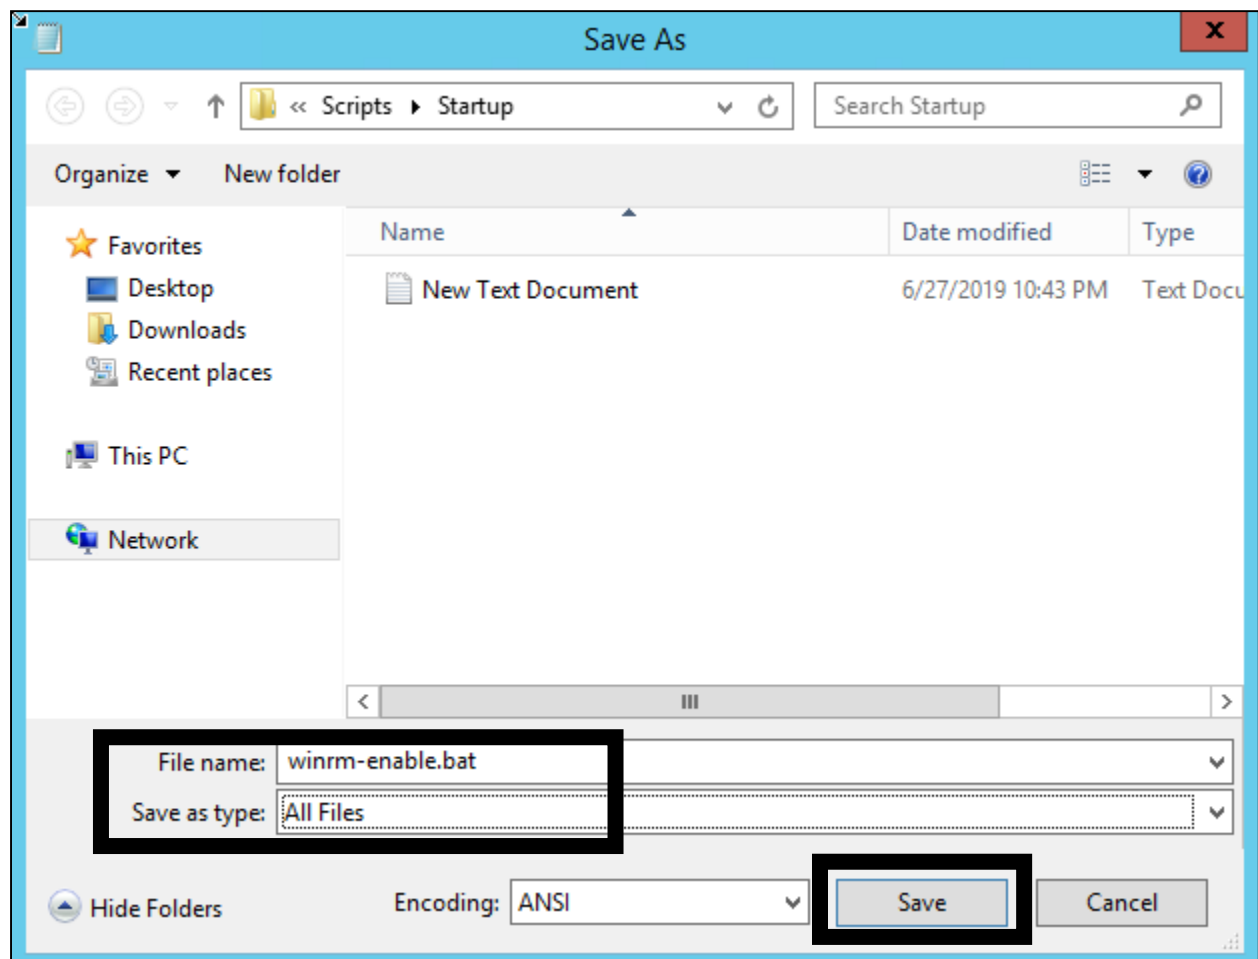 Save As
x
« Scripts Startup
Search Startup
Organize
New folder
Name
Date modified
Type
Favorites
Desktop
Downloads
Recent places
This PC
Network
New Text Document
6/27/2019 10:43 PM
Text Docu
File name: winrm-enable.bat
Save as type: All Files
Hide Folders
Encoding: ANSI
Save
Cancel